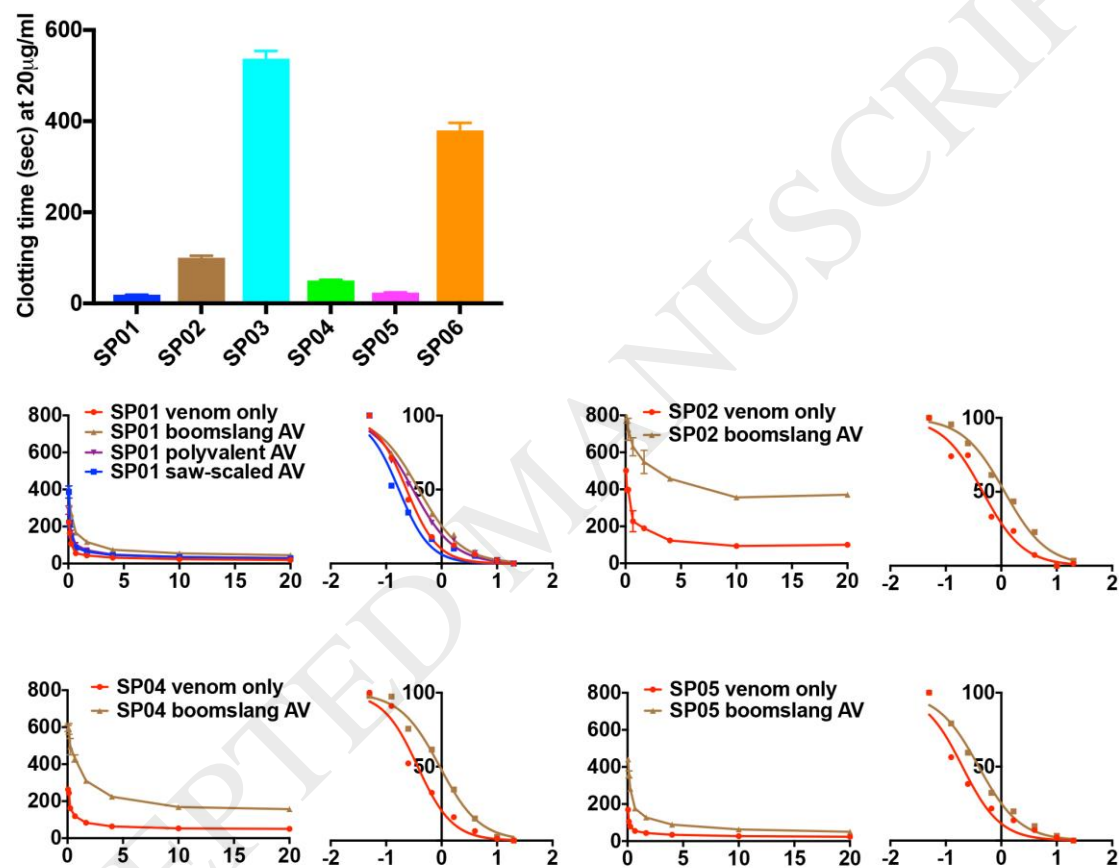 Clotting time (sec) at 20µg/ml
600
400
200
0
SP01
SP02
SP03
SP04
SP05
SP06
800
600
400
200
0
0 5 10 15 20
SP01 venom only
SP01 boomslang AV
SP01 polyvalent AV
SP01 saw-scaled AV
100
50
-2 -1 0 1 2
800
600
400
200
0
0 5 10 15 20
SP02 venom only
SP02 boomslang AV
100
50
-2 -1 0 1 2
800
600
400
200
0
0 5 10 15 20
SP04 venom only
SP04 boomslang AV
100
50
-2 -1 0 1 2
800
600
400
200
0
0 5 10 15 20
SP05 venom only
SP05 boomslang AV
100
50
-2 -1 0 1 2
EPTED MANUSCRIP